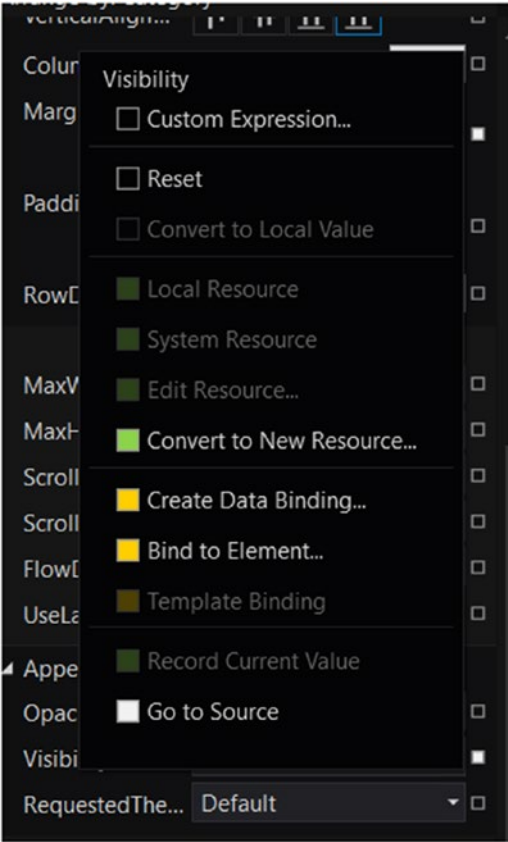 VerticalAlignm...
Colum
Visibility
Custom Expression...
Marg
Reset
Paddi
Convert to Local Value
Local Resource
RowD
System Resource
Edit Resource...
MaxW
Convert to New Resource...
MaxH
Scroll
Create Data Binding...
Scroll
Bind to Element...
FlowD
Template Binding
UseLa
Record Current Value
Appe
Go to Source
Opac
Visibi
RequestedThe... Default